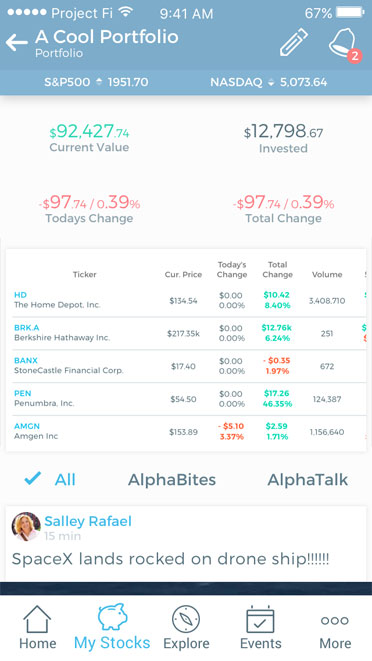 Project Fi 9:41 AM 67%
A Cool Portfolio
Portfolio
2
S&P500 1951.70 NASDAQ 5,073.64
$92,427.74 $12,798.67
Current Value Invested
-$97.74 / 0.39% -$97.74 / 0.39%
Todays Change Total Change
Ticker Cur. Price Today's Change Total Change Volume
HD $134.54 $0.00 $10.42 3,408,710
The Home Depot, Inc. 0.00% 8.40%
BRK.A $217.35k $0.00 $12.76k 251
Berkshire Hathaway Inc. 0.00% 6.24%
BANX $17.40 $0.00 - $0.35 672
StoneCastle Financial Corp. 0.00% 1.97%
PEN $54.50 $0.00 $17.26 124,387
Penumbra, Inc. 0.00% 46.35%
AMGN $153.89 - $5.10 $2.59 1,156,640
Amgen Inc 3.37% 1.71%
All AlphaBites AlphaTalk
Salley Rafael
15 min
SpaceX lands rocked on drone ship!!!!!!
Home My Stocks Explore Events More